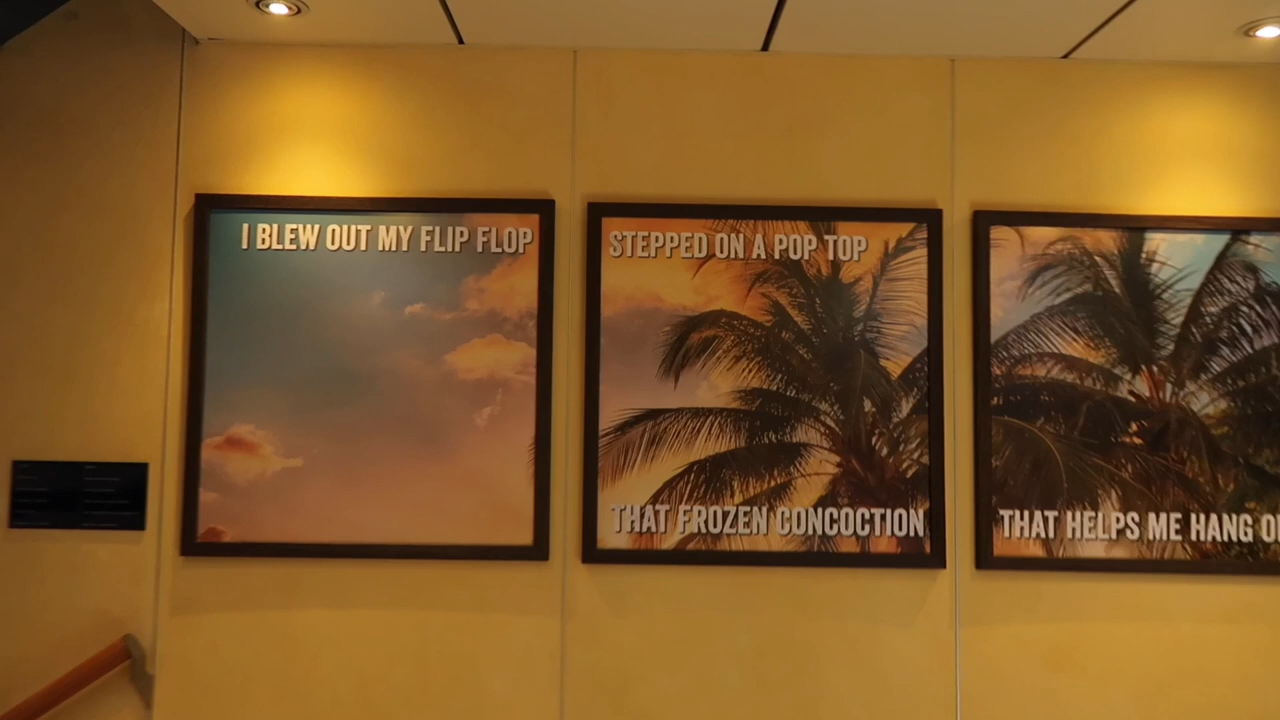 I BLEW OUT MY FLIP FLOP
STEPPED ON A POP TOP
THAT FROZEN CONCOCTION
THAT HELPS ME HANG